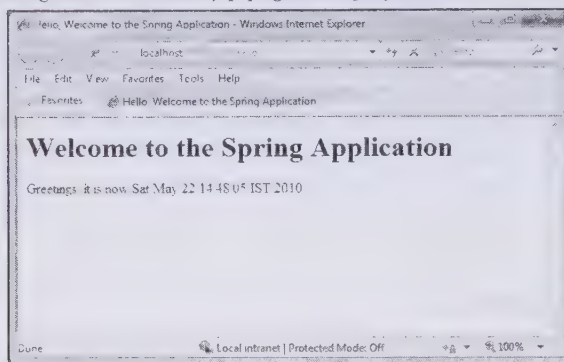 Hello, Welcome to the Spring Application - Windows Internet Explorer
localhost
File Edit View Favorites Tools Help
Favorites Hello Welcome to the Spring Application
Welcome to the Spring Application
Greetings it is now Sat May 22 14 48 05 IST 2010
Done Local intranet | Protected Mode: Off 100%